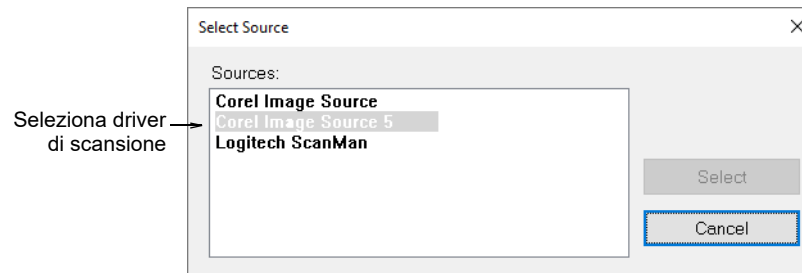 Select Source
Sources:
Corel Image Source
Seleziona driver
Corel Image Source 5
di scansione
Logitech ScanMan
Select
Cancel